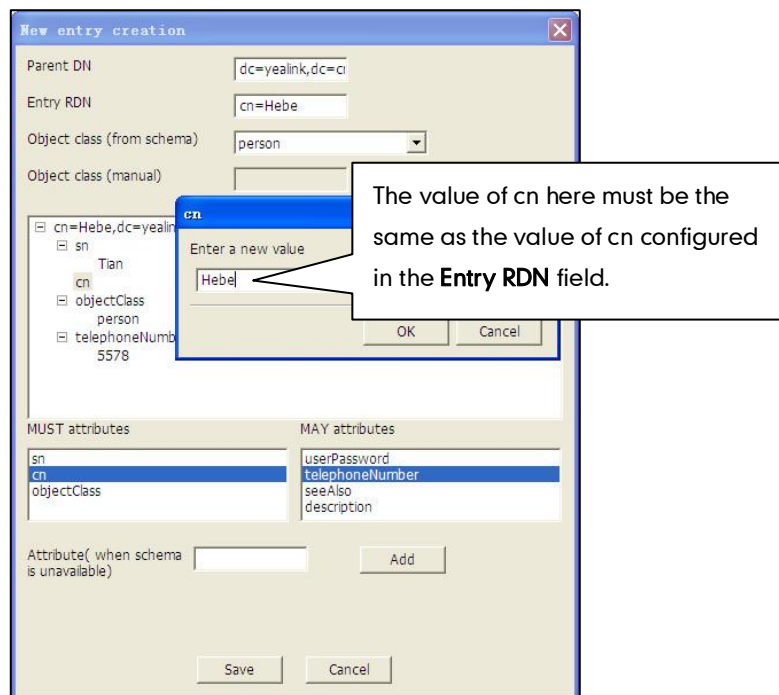 New entry creation
Parent DN
dc=yealink,dc=c
Entry RDN
cn=Hebe
Object class (from schema)
person
Object class (manual)
The value of cn here must be the
same as the value of cn configured
in the Entry RDN field.
cn
Enter a new value
Hebe
OK
Cancel
cn=Hebe,dc=yealin
sn
Tian
cn
objectClass
person
telephoneNumb
5578
MUST attributes
MAY attributes
sn
cn
objectClass
userPassword
telephoneNumber
seeAlso
description
Attribute( when schema
is unavailable)
Add
Save
Cancel